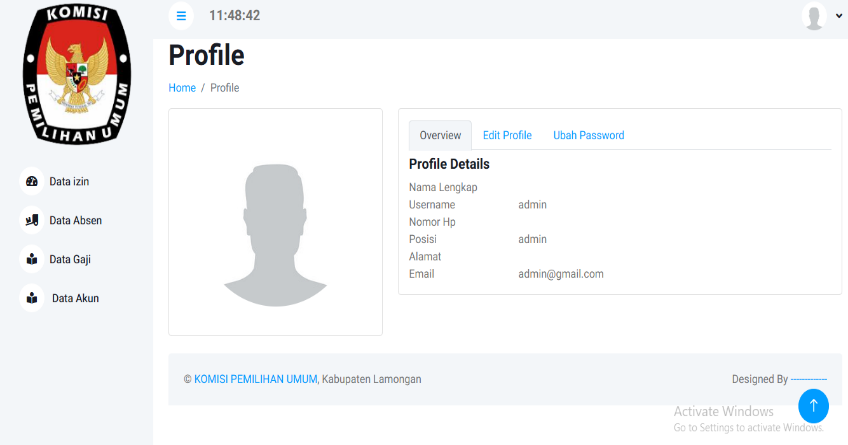 KOMISI
PEMILIHAN UMUM
11:48:42
Profile
Home / Profile
Data izin
Data Absen
Data Gaji
Data Akun
Overview Edit Profile Ubah Password
Profile Details
Nama Lengkap
Username admin
Nomor Hp
Posisi admin
Alamat
Email admin@gmail.com
© KOMISI PEMILIHAN UMUM, Kabupaten Lamongan
Designed By -------------
Activate Windows
Go to Settings to activate Windows.